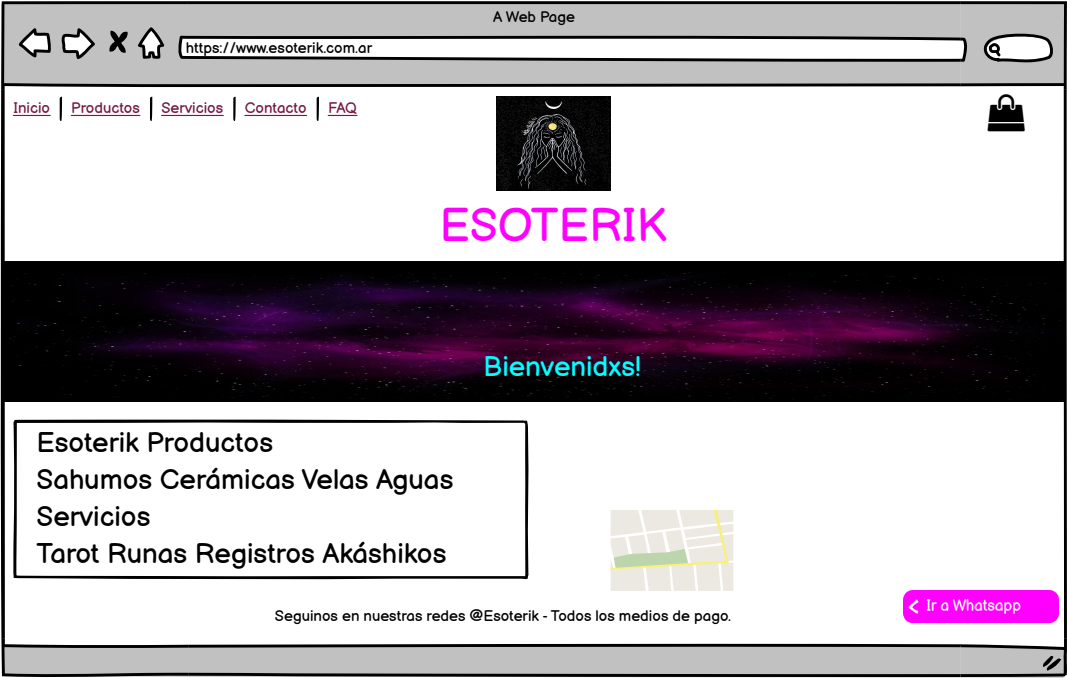 A Web Page
https://www.esoterik.com.ar
Inicio | Productos | Servicios | Contacto | FAQ
ESOTERIK
Bienvenidxs!
Esoterik Productos
Sahumos Cerámicas Velas Aguas
Servicios
Tarot Runas Registros Akáshikos
Ir a Whatsapp
Seguinos en nuestras redes @Esoterik - Todos los medios de pago.